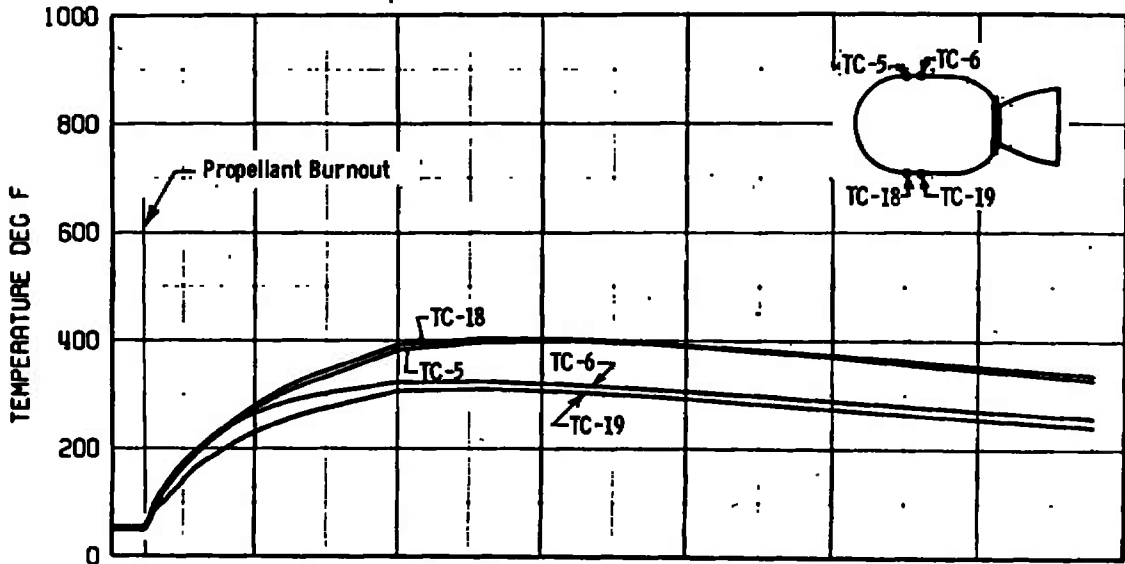 1000
800
600
400
200
0
TEMPERATURE DEG F
Propellant Burnout
TC-5
TC-6
TC-18
TC-19
TC-18
TC-5
TC-6
TC-19